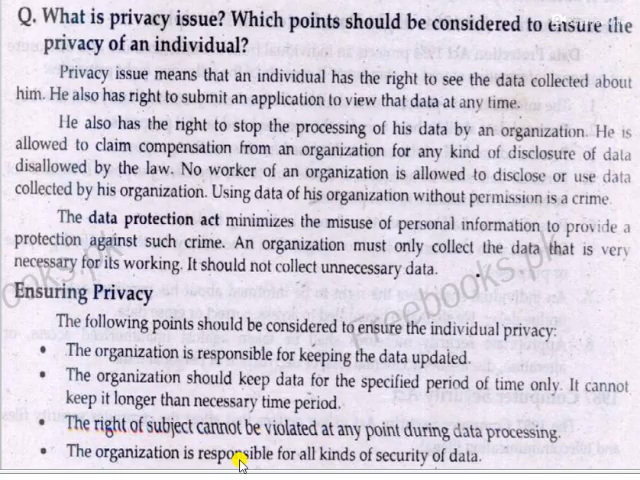 Q. What is privacy issue? Which points should be considered to ensure the
privacy of an individual?
Privacy issue means that an individual has the right to see the data collected about
him. He also has right to submit an application to view that data at any time.
He also has the right to stop the processing of his data by an organization. He is
allowed to claim compensation from an organization for any kind of disclosure of data
disallowed by the law. No worker of an organization is allowed to disclose or use data
collected by his organization. Using data of his organization without permission is a crime.
The data protection act minimizes the misuse of personal information to provide a
protection against such crime. An organization must only collect the data that is very
necessary for its working. It should not collect unnecessary data.
Ensuring Privacy
The following points should be considered to ensure the individual privacy:
• The organization is responsible for keeping the data updated.
• The organization should keep data for the specified period of time only. It cannot
keep it longer than necessary time period.
• The right of subject cannot be violated at any point during data processing.
• The organization is responsible for all kinds of security of data.
ooks.pk
Freebooks.pk